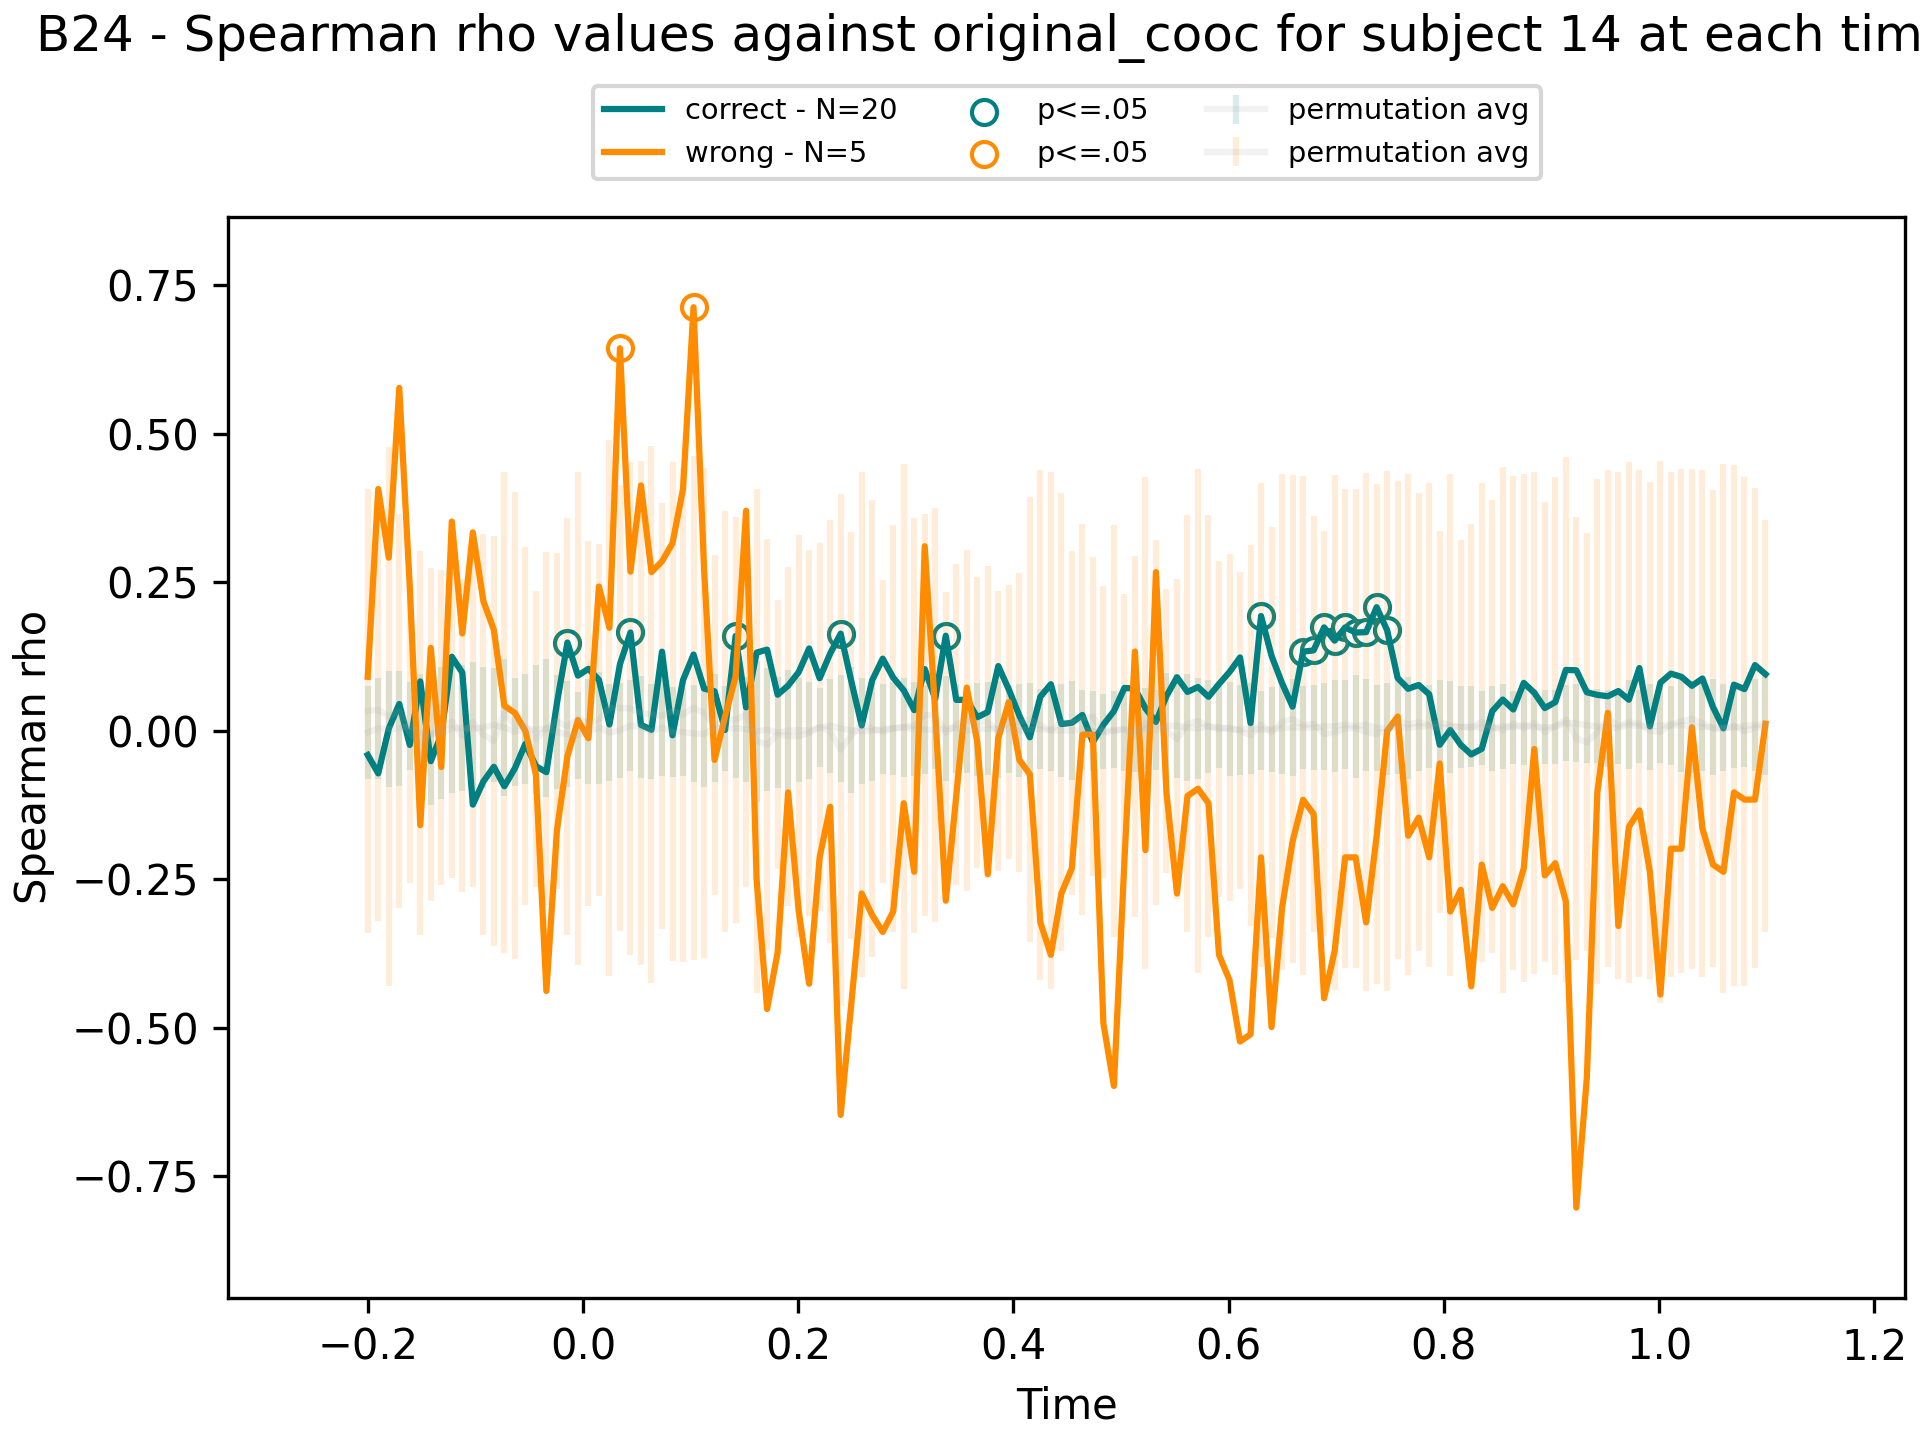 B24 - Spearman rho values against original_cooc for subject 14 at each tim
correct - N=20
wrong - N=5
p<=.05
p<=.05
permutation avg
permutation avg
0.75
0.50
0.25
0.00
−0.25
−0.50
−0.75
Spearman rho
−0.2 0.0 0.2 0.4 0.6 0.8 1.0 1.2
Time